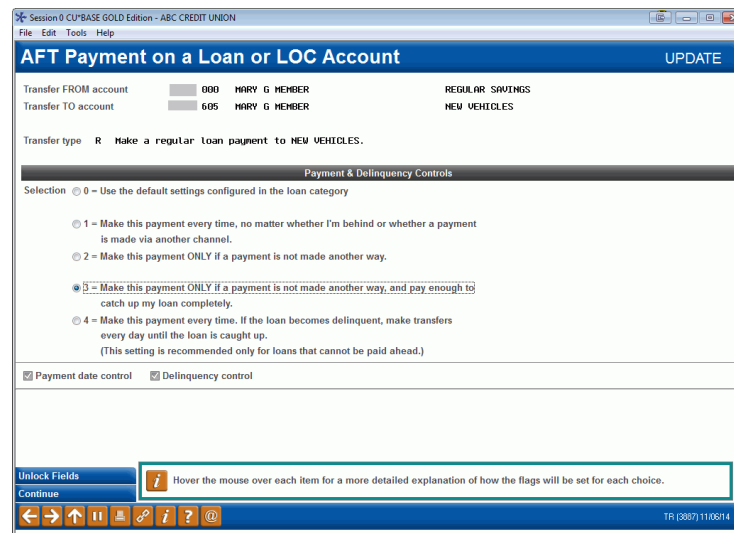 Session 0 CU*BASE GOLD Edition - ABC CREDIT UNION
File Edit Tools Help
AFT Payment on a Loan or LOC Account UPDATE
Transfer FROM account 000 MARY G MEMBER REGULAR SAVINGS
Transfer TO account 605 MARY G MEMBER NEW VEHICLES
Transfer type R Make a regular loan payment to NEW VEHICLES.
Payment & Delinquency Controls
Selection 0 = Use the default settings configured in the loan category
1 = Make this payment every time, no matter whether I'm behind or whether a payment
is made via another channel.
2 = Make this payment ONLY if a payment is not made another way.
3 = Make this payment ONLY if a payment is not made another way, and pay enough to
catch up my loan completely.
4 = Make this payment every time. If the loan becomes delinquent, make transfers
every day until the loan is caught up.
(This setting is recommended only for loans that cannot be paid ahead.)
Payment date control Delinquency control
Unlock Fields
Hover the mouse over each item for a more detailed explanation of how the flags will be set for each choice.
Continue
TR (3887) 11/06/14